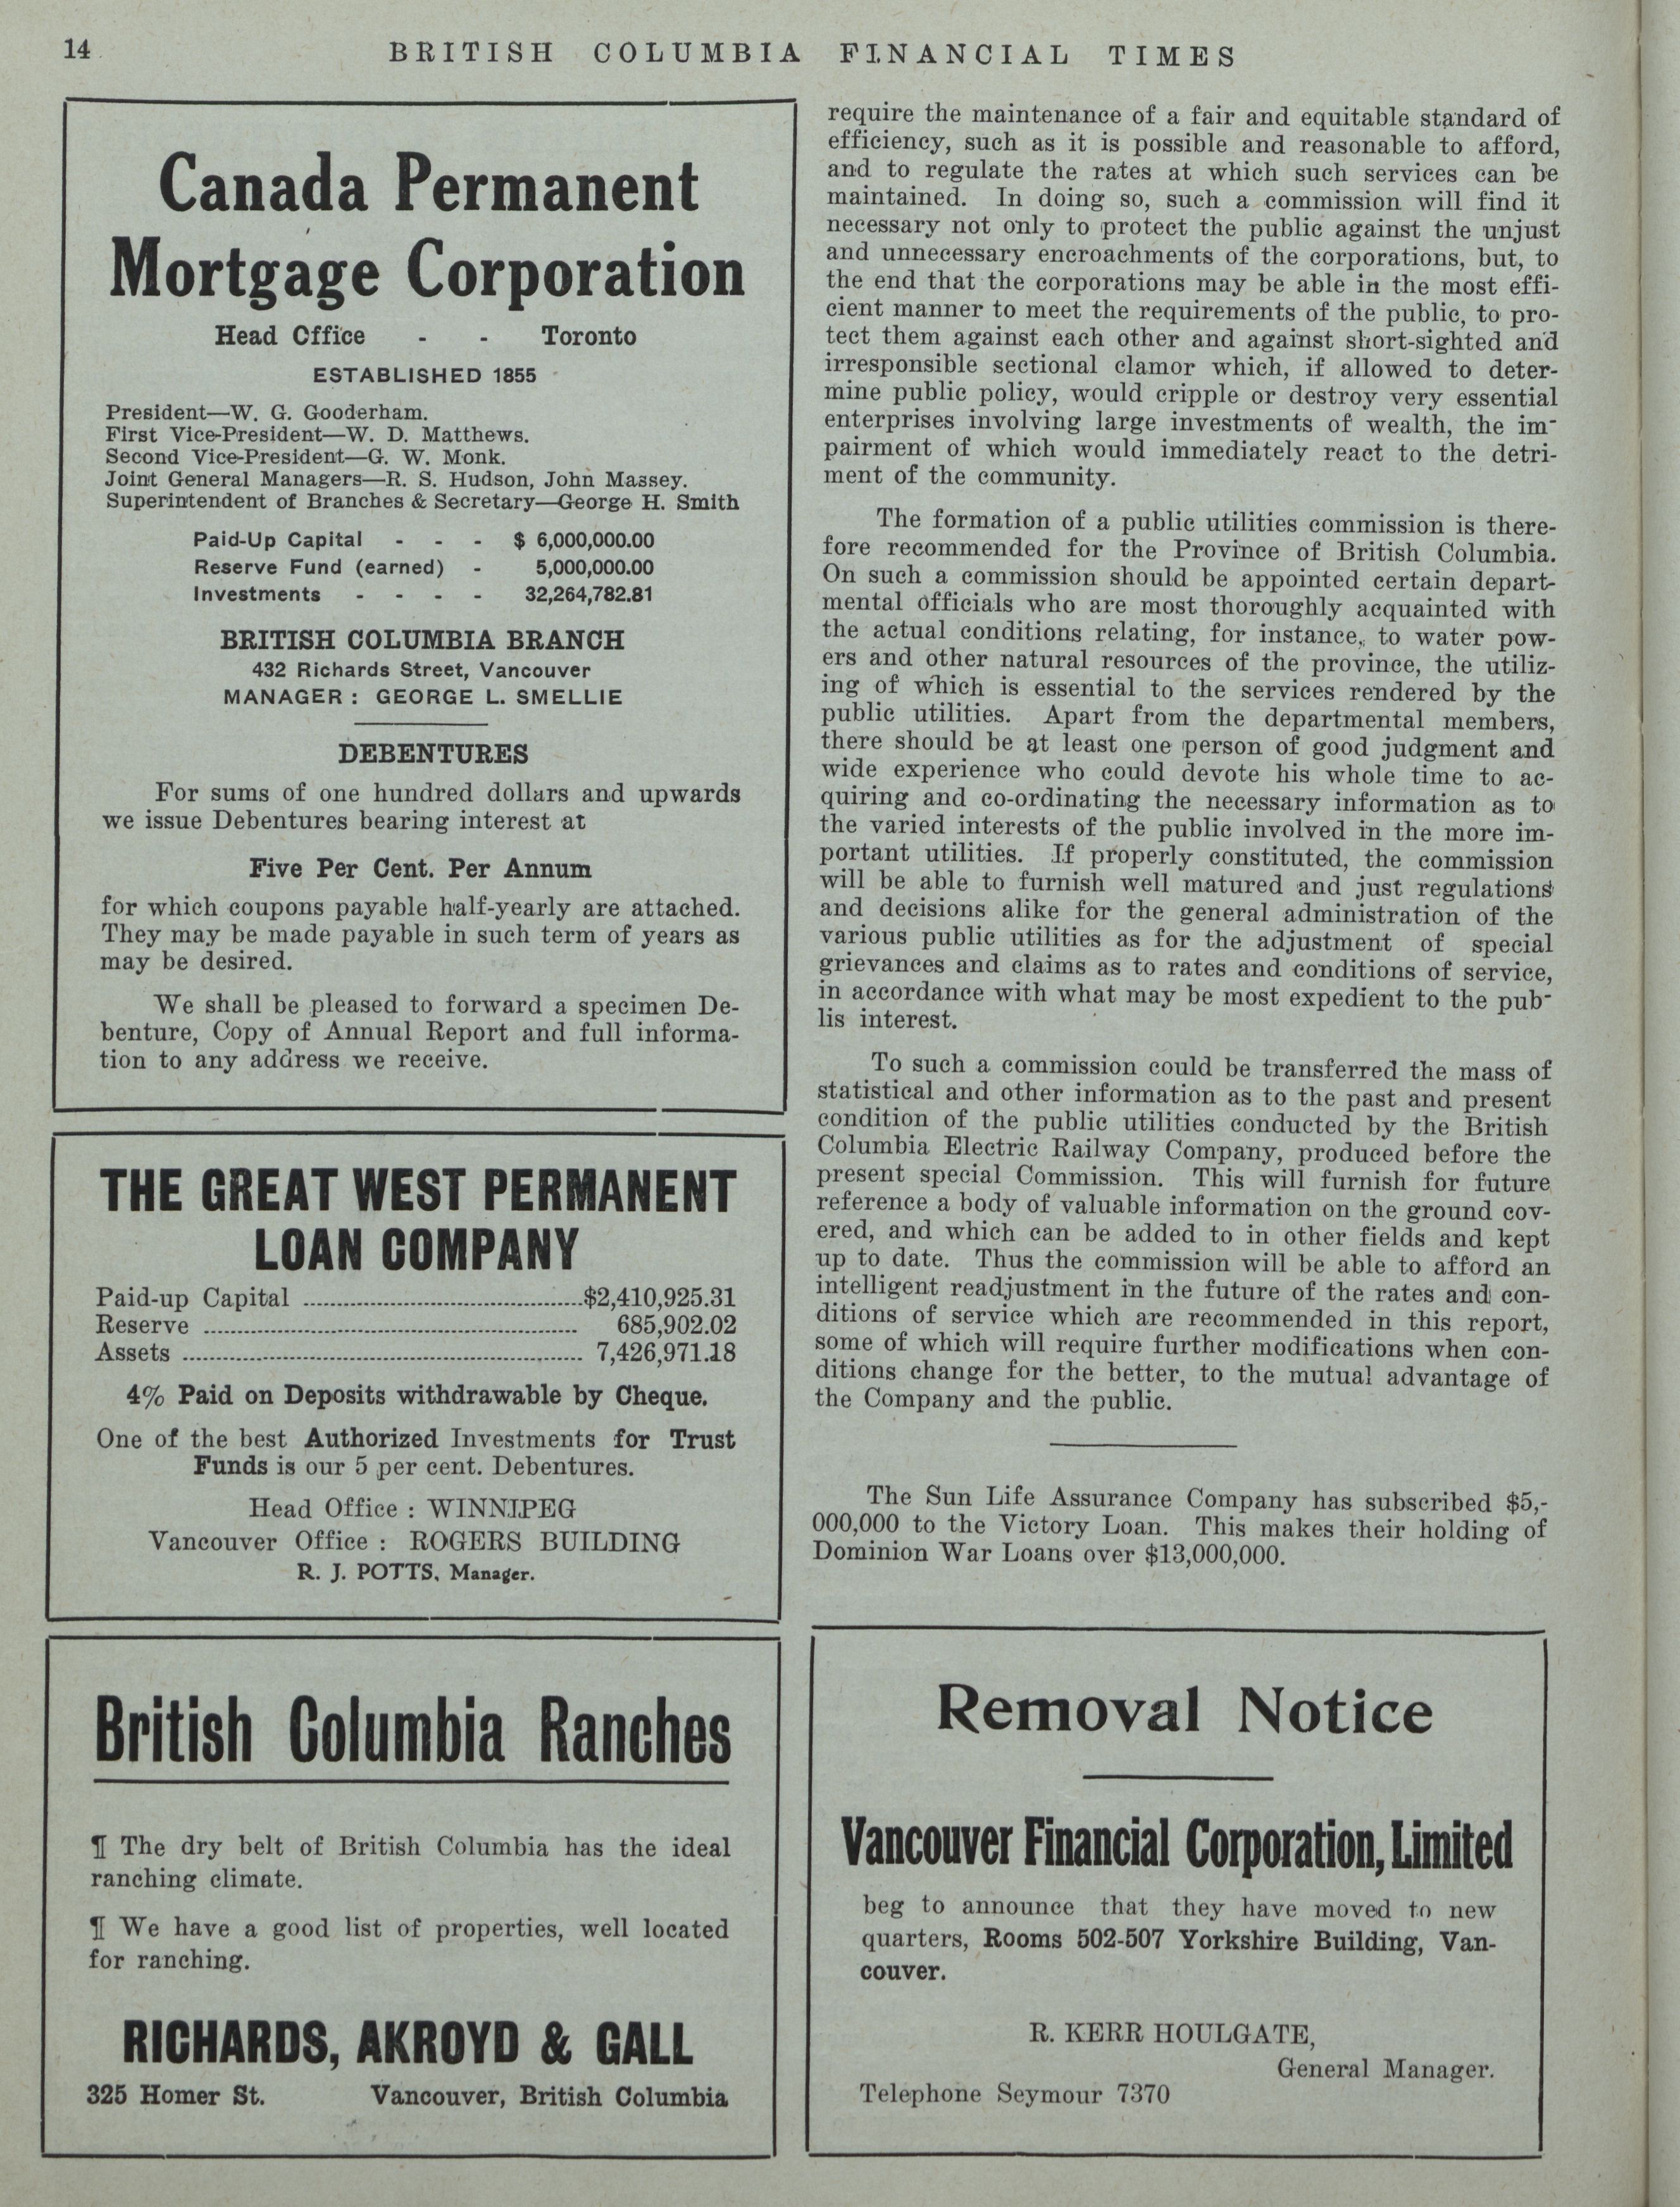 14
BRITISH COLUMBIA FINANCIAL TIMES
Canada Permanent
Mortgage Corporation
Head Office - - Toronto
ESTABLISHED 1855
President—W. G. Gooderham.
First Vice-President—W. D. Matthews.
Second Vice-President—G. W. Monk.
Joint General Managers—R. S. Hudson, John Massey.
Superintendent of Branches & Secretary—George H. Smith
Paid-Up Capital - - - $ 6,000,000.00
Reserve Fund (earned) - 5,000,000.00
Investments - - - - 32,264,782.81
BRITISH COLUMBIA BRANCH
432 Richards Street, Vancouver
MANAGER : GEORGE L. SMELLIE
DEBENTURES
For sums of one hundred dollars and upwards
we issue Debentures bearing interest at
Five Per Cent. Per Annum
for which coupons payable half-yearly are attached.
They may be made payable in such term of years as
may be desired.
We shall be pleased to forward a specimen De-
benture, Copy of Annual Report and full informa-
tion to any address we receive.
THE GREAT WEST PERMANENT
LOAN COMPANY
Paid-up Capital ........................................$2,410,925.31
Reserve ........................................................ 685,902.02
Assets ............................................................ 7,426,971.18
4% Paid on Deposits withdrawable by Cheque.
One of the best Authorized Investments for Trust
Funds is our 5 per cent. Debentures.
Head Office : WINNIPEG
Vancouver Office : ROGERS BUILDING
R. J. POTTS, Manager.
British Columbia Ranches
¶ The dry belt of British Columbia has the ideal
ranching climate.
¶ We have a good list of properties, well located
for ranching.
RICHARDS, AKROYD & GALL
325 Homer St. Vancouver, British Columbia
require the maintenance of a fair and equitable standard of
efficiency, such as it is possible and reasonable to afford,
and to regulate the rates at which such services can be
maintained. In doing so, such a commission will find it
necessary not only to protect the public against the unjust
and unnecessary encroachments of the corporations, but, to
the end that the corporations may be able in the most effi-
cient manner to meet the requirements of the public, to pro-
tect them against each other and against short-sighted and
irresponsible sectional clamor which, if allowed to deter-
mine public policy, would cripple or destroy very essential
enterprises involving large investments of wealth, the im-
pairment of which would immediately react to the detri-
ment of the community.
The formation of a public utilities commission is there-
fore recommended for the Province of British Columbia.
On such a commission should be appointed certain depart-
mental officials who are most thoroughly acquainted with
the actual conditions relating, for instance, to water pow-
ers and other natural resources of the province, the utiliz-
ing of which is essential to the services rendered by the
public utilities. Apart from the departmental members,
there should be at least one person of good judgment and
wide experience who could devote his whole time to ac-
quiring and co-ordinating the necessary information as to
the varied interests of the public involved in the more im-
portant utilities. If properly constituted, the commission
will be able to furnish well matured and just regulations
and decisions alike for the general administration of the
various public utilities as for the adjustment of special
grievances and claims as to rates and conditions of service,
in accordance with what may be most expedient to the pub-
lis interest.
To such a commission could be transferred the mass of
statistical and other information as to the past and present
condition of the public utilities conducted by the British
Columbia Electric Railway Company, produced before the
present special Commission. This will furnish for future
reference a body of valuable information on the ground cov-
ered, and which can be added to in other fields and kept
up to date. Thus the commission will be able to afford an
intelligent readjustment in the future of the rates and con-
ditions of service which are recommended in this report,
some of which will require further modifications when con-
ditions change for the better, to the mutual advantage of
the Company and the public.
The Sun Life Assurance Company has subscribed $5,-
000,000 to the Victory Loan. This makes their holding of
Dominion War Loans over $13,000,000.
Removal Notice
Vancouver Financial Corporation, Limited
beg to announce that they have moved to new
quarters, Rooms 502-507 Yorkshire Building, Van-
couver.
R. KERR HOULGATE,
General Manager.
Telephone Seymour 7370